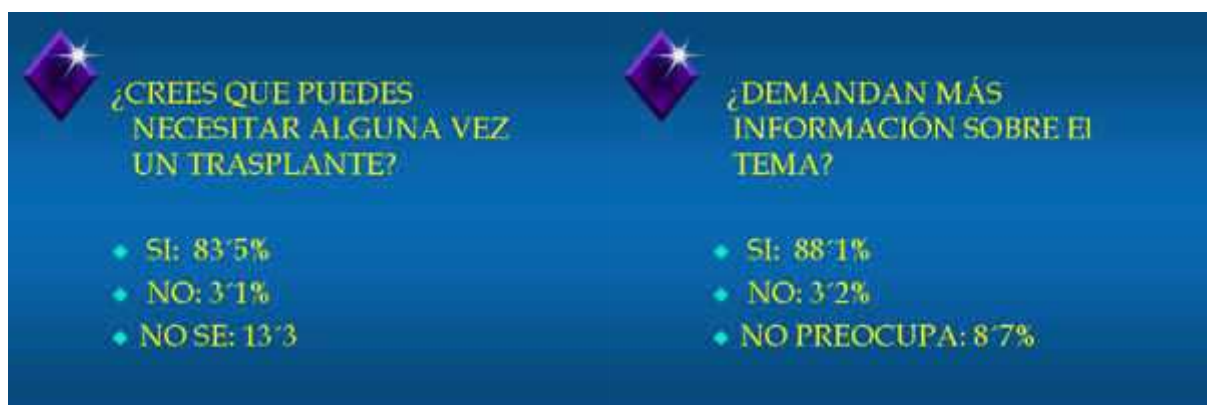 ¿CREES QUE PUEDES
NECESITAR ALGUNA VEZ
UN TRASPLANTE?
SI: 83´5%
NO: 3´1%
NO SE: 13´3
¿DEMANDAN MÁS
INFORMACIÓN SOBRE El
TEMA?
SI: 88´1%
NO: 3´2%
NO PREOCUPA: 8´7%